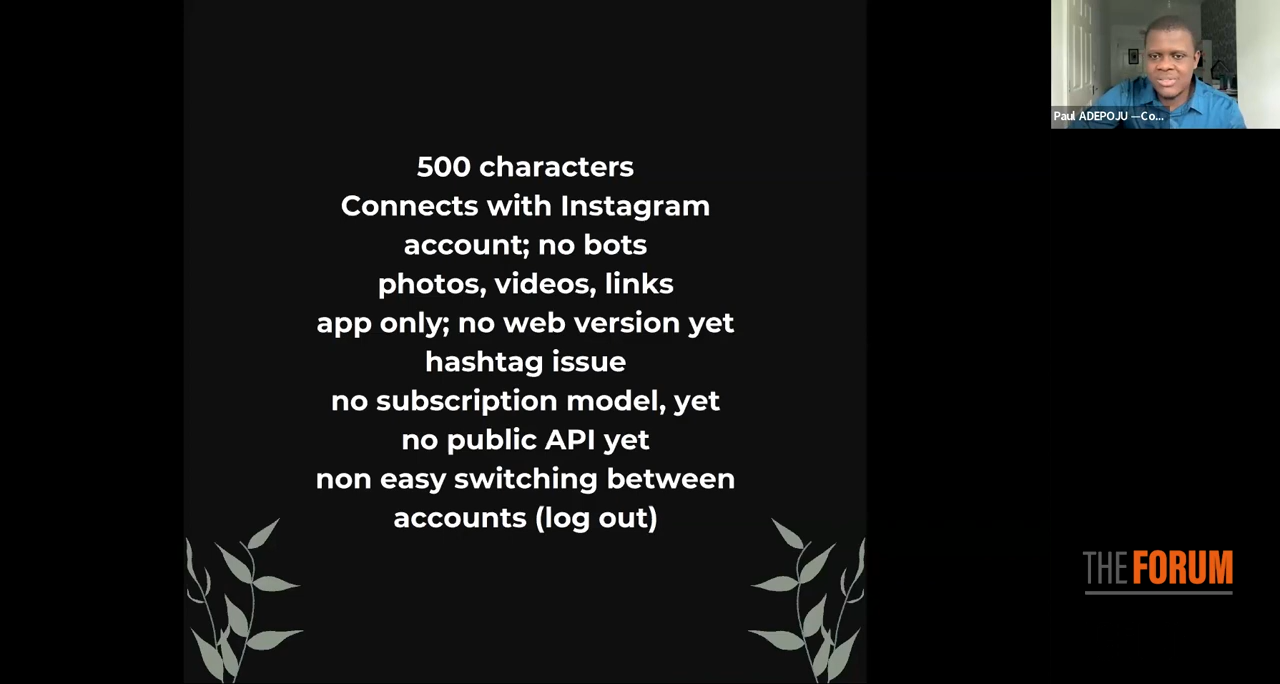 500 characters
Connects with Instagram
account; no bots
photos, videos, links
app only; no web version yet
hashtag issue
no subscription model, yet
no public API yet
non easy switching between
accounts (log out)
Paul ADEPOJU —Co...
THE FORUM